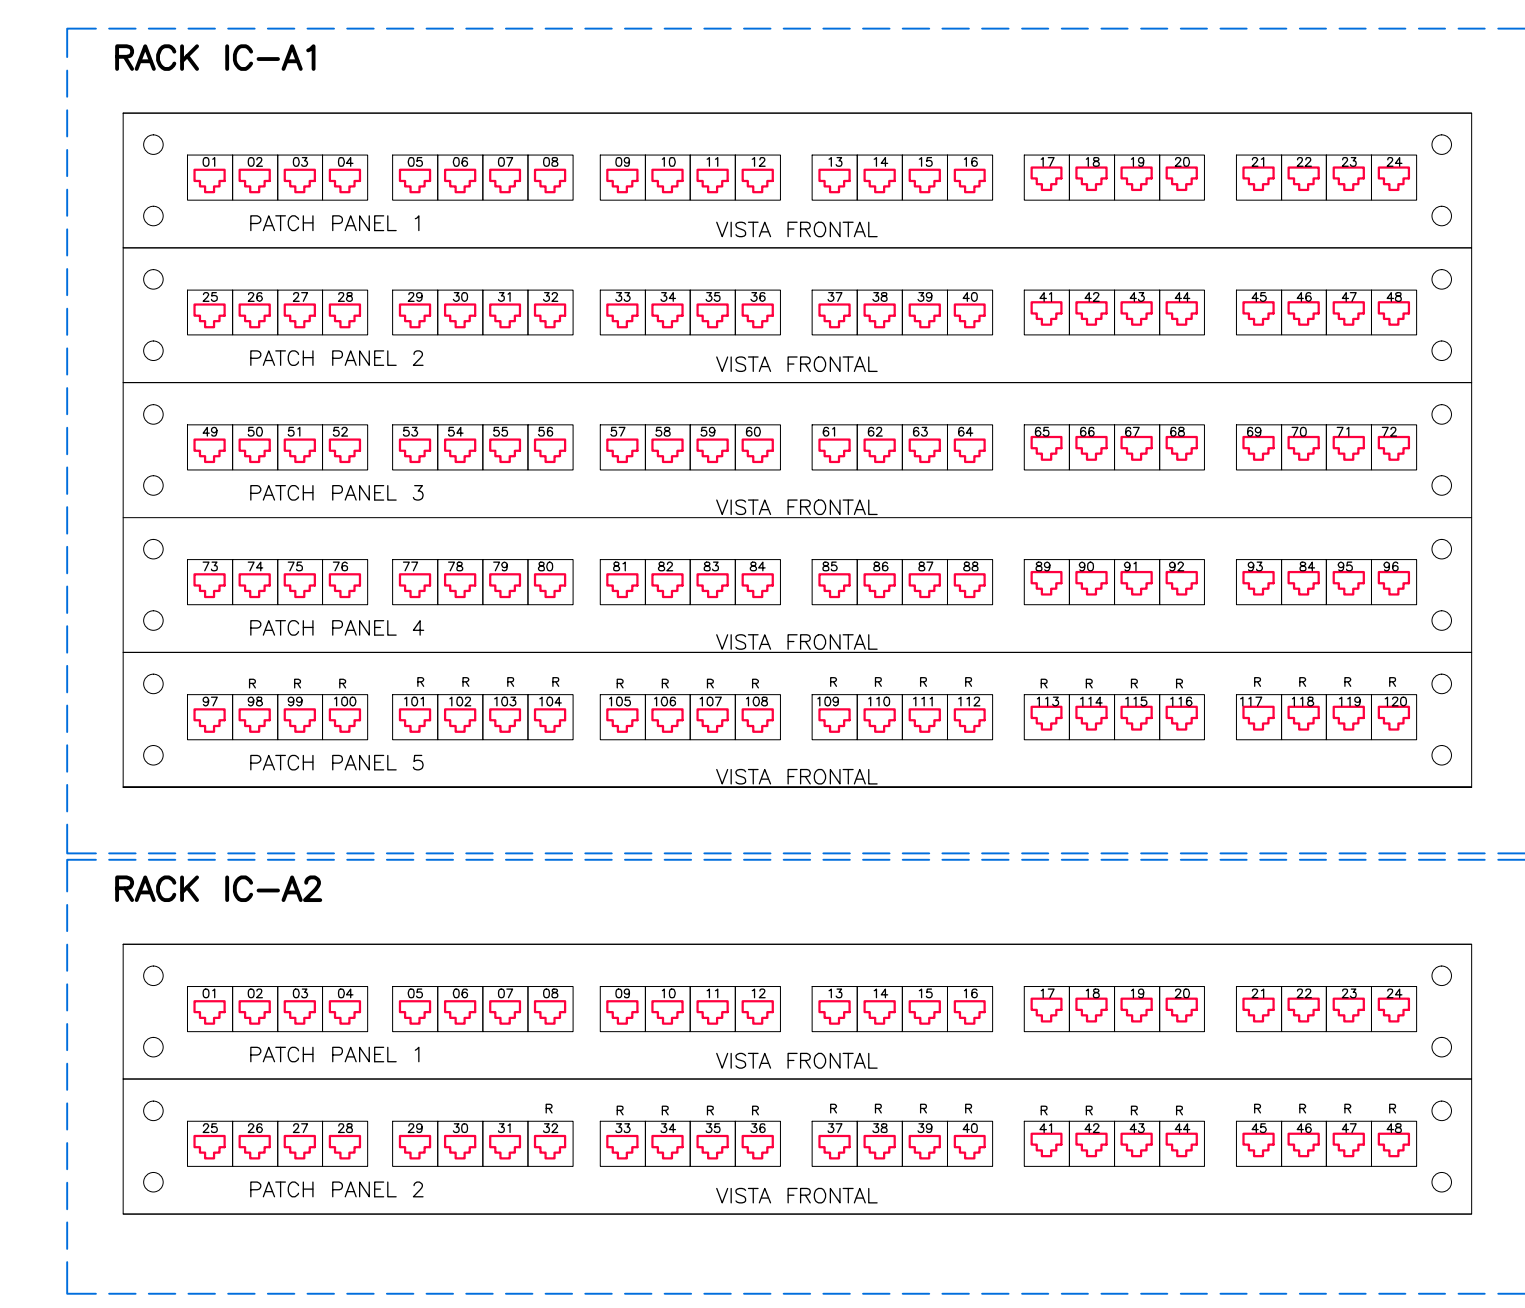 RACK IC-A1
01 02 03 04 05 06 07 08 09 10 11 12 13 14 15 16 17 18 19 20 21 22 23 24
PATCH PANEL 1 VISTA FRONTAL
25 26 27 28 29 30 31 32 33 34 35 36 37 38 39 40 41 42 43 44 45 46 47 48
PATCH PANEL 2 VISTA FRONTAL
49 50 51 52 53 54 55 56 57 58 59 60 61 62 63 64 65 66 67 68 69 70 71 72
PATCH PANEL 3 VISTA FRONTAL
73 74 75 76 77 78 79 80 81 82 83 84 85 86 87 88 89 90 91 92 93 84 95 96
PATCH PANEL 4 VISTA FRONTAL
R R R R R R R R R R R R R R R R R R R R R R R
97 98 99 100 101 102 103 104 105 106 107 108 109 110 111 112 113 114 115 116 117 118 119 120
PATCH PANEL 5 VISTA FRONTAL
RACK IC-A2
01 02 03 04 05 06 07 08 09 10 11 12 13 14 15 16 17 18 19 20 21 22 23 24
PATCH PANEL 1 VISTA FRONTAL
R R R R R R R R R R R R R R R R R
25 26 27 28 29 30 31 32 33 34 35 36 37 38 39 40 41 42 43 44 45 46 47 48
PATCH PANEL 2 VISTA FRONTAL